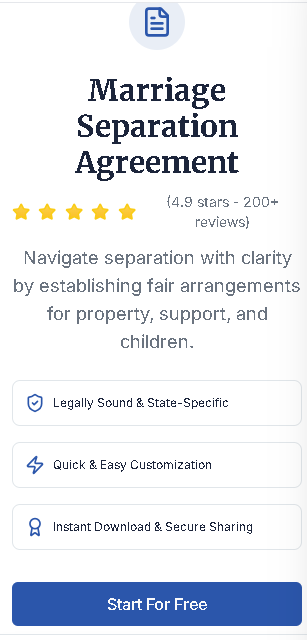 Marriage
Separation
Agreement
(4.9 stars - 200+
reviews)
Navigate separation with clarity
by establishing fair arrangements
for property, support, and
children.
Legally Sound & State-Specific
Quick & Easy Customization
Instant Download & Secure Sharing
Start For Free